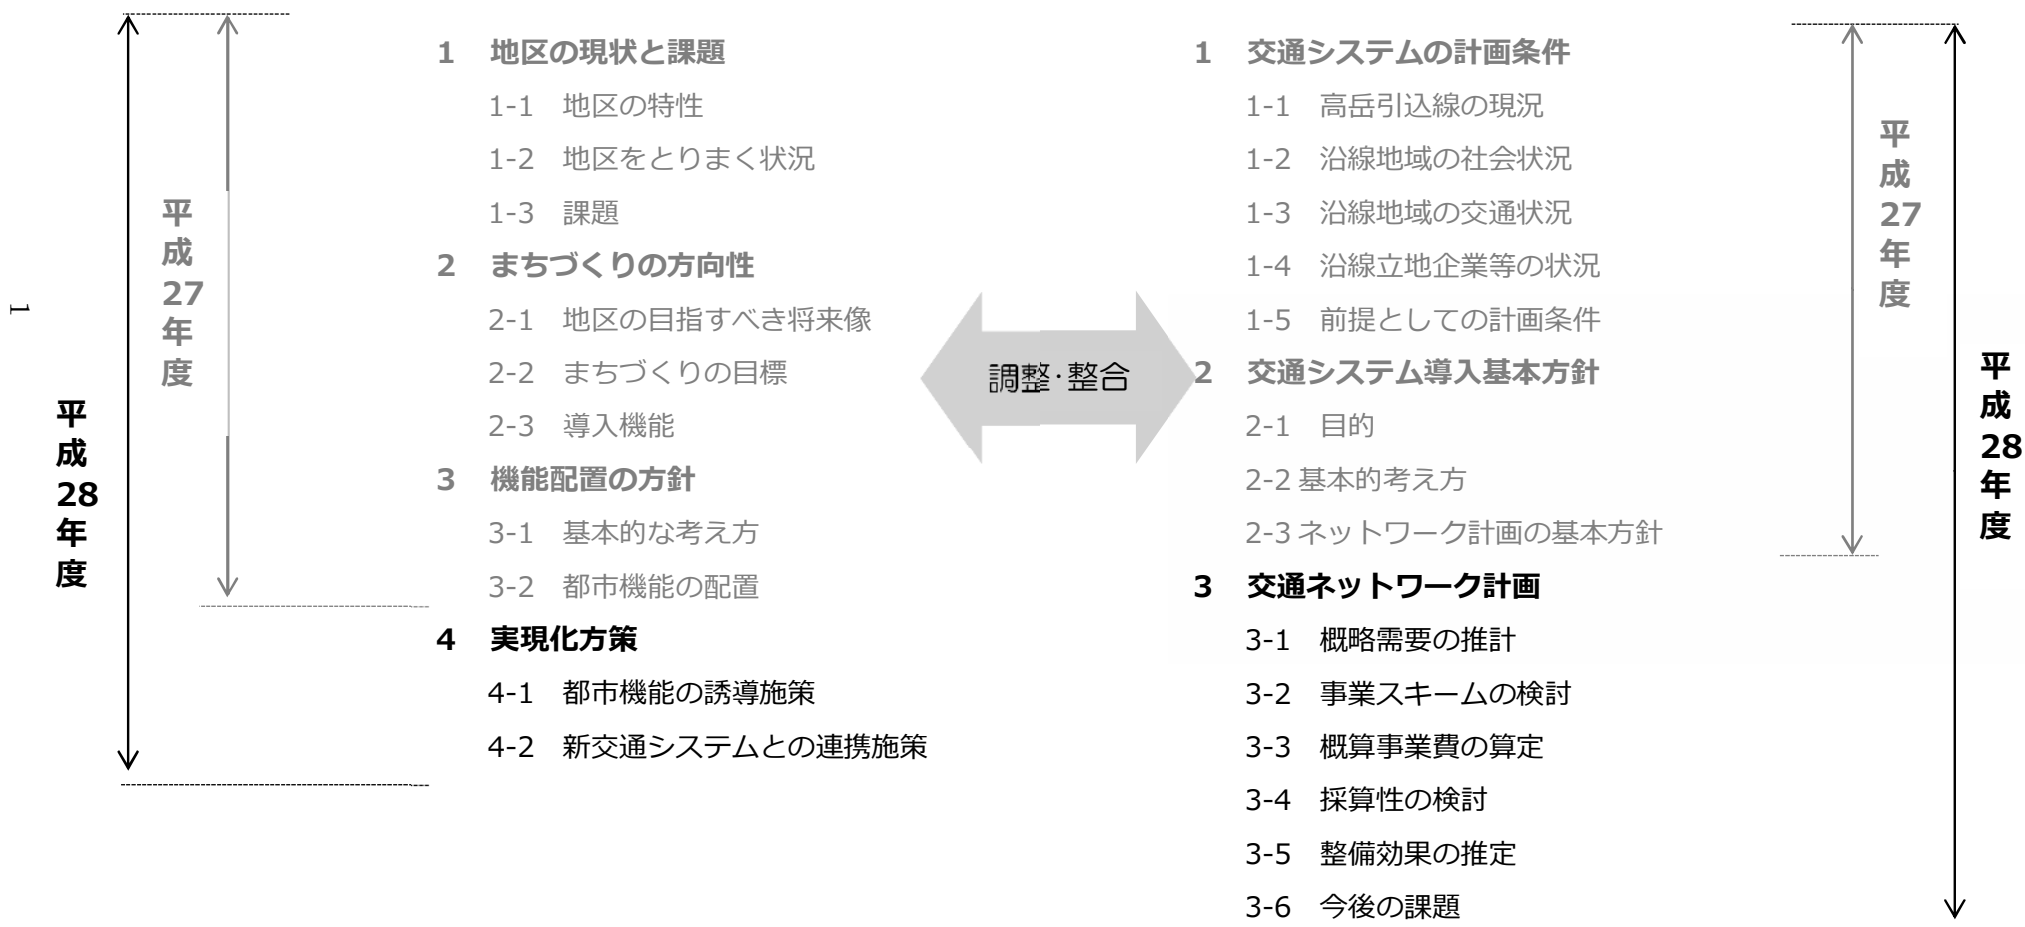 1
平成28年度
平成27年度
1 地区の現状と課題
1-1 地区の特性
1-2 地区をとりまく状況
1-3 課題
2 まちづくりの方向性
2-1 地区の目指すべき将来像
2-2 まちづくりの目標
2-3 導入機能
3 機能配置の方針
3-1 基本的な考え方
3-2 都市機能の配置
4 実現化方策
4-1 都市機能の誘導施策
4-2 新交通システムとの連携施策
調整・整合
1 交通システムの計画条件
1-1 高岳引込線の現況
1-2 沿線地域の社会状況
1-3 沿線地域の交通状況
1-4 沿線立地企業等の状況
1-5 前提としての計画条件
2 交通システム導入基本方針
2-1 目的
2-2 基本的考え方
2-3 ネットワーク計画の基本方針
3 交通ネットワーク計画
3-1 概略需要の推計
3-2 事業スキームの検討
3-3 概算事業費の算定
3-4 採算性の検討
3-5 整備効果の推定
3-6 今後の課題
平成27年度
平成28年度